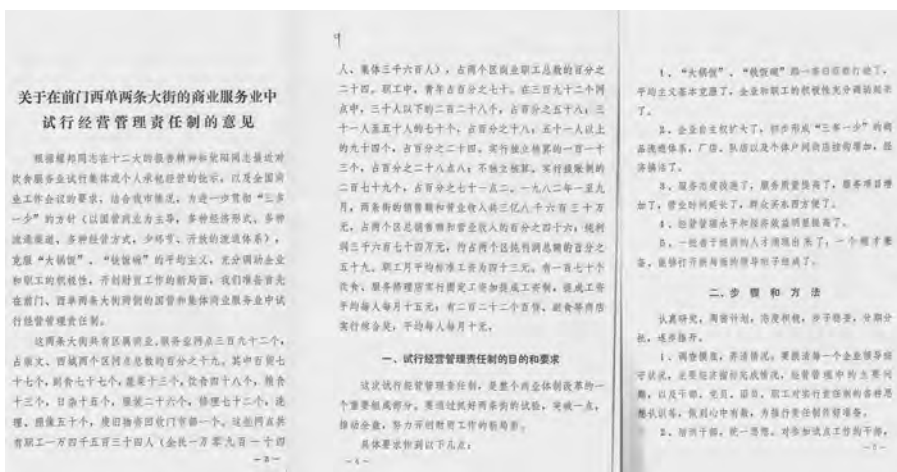 关于在前门西单两条大街的商业服务业中
试行经营管理责任制的意见
根据耀邦同志在十二大的报告精神和依阳同志最近对
饮食服务业试行集体或个人承包经营的批示，以及全国商
业工作会议的要求，结合我市情况，为进一步贯彻“三多
一少”的方针（以国营商业为主导，多种经济形式，多种
流通渠道，多种经营方式，少环节、开放的流通体系），
克服“大锅饭”、“铁饭碗”的平均主义，充分调动企业
和职工的积极性，开创财贸工作的新局面，我们准备首先
在前门、西单两条大街两侧的国营和集体商业服务业中试
行经营管理责任制。
这两条大街共有区属商业、服务业网点三百九十二个，
占崇文、西城两个区网点总数的百分之十九。其中百货七
十七个，副食七十七个，蔬菜十三个，饮食四十八个，粮食
十三个，日杂十五个，服装二十六个，修理七十二个，洗
理、照像五十个，废旧物资回收门市部一个。这些网点共
有职工一万四千五百三十四人（全民一万零九百一十四
—3—
9
人、集体三千六百人），占两个区商业职工总数的百分之
二十四。职工中，青年占百分之七十。在三百九十二个网
点中，三十人以下的二百二十八个，占百分之五十八；三
十一人至五十人的七十个，占百分之十八；五十一人以上
的九十四个，占百分之二十四。实行独立核算的一百一十
三个，占百分之二十八点八；不独立核算、实行报账制的
二百七十九个，占百分之七十一点二。一九八二年一至九
月，两条街的销售额和营业收入共三亿八千六百三十万
元，占两个区总销售额和营业收入的百分之四十六；纯利
润三千六百七十四万元，约占两个区纯利润总额的百分之
五十九。职工月平均标准工资为四十三元。有一百七十个
饮食、服务修理店实行固定工资加提成工资制，提成工资
平均每人每月十五元；有二百二十二个百货、副食等商店
实行综合奖，平均每人每月十元。
一、试行经营管理责任制的目的和要求
这次试行经营管理责任制，是整个商业体制改革的一
个重要组成部分。要通过抓好两条街的试验，突破一点，
推动全盘，努力开创财贸工作的新局面。
具体要求做到以下几点：
—4—
1、“大锅饭”、“铁饭碗”的一套旧框框打破了，
平均主义基本克服了，企业和职工的积极性充分调动起来
了。
2、企业自主权扩大了，初步形成“三多一少”的商
品流通体系，厂店、队店以及个体户网点店挂钩增加，经
济搞活了。
3、服务态度改进了，服务质量提高了，服务项目增
加了，营业时间延长了，群众买东西方便了。
4、经营管理水平和经济效益明显提高了。
5、一批善于经营的人才涌现出来了，一个德才兼
备、能够打开新局面的领导班子组成了。
二、步骤和方法
认真研究，周密计划，态度积极，步子稳妥，分期分
批，逐步推开。
1、调查摸底，弄清情况。要摸清每一个企业领导班
子状况，主要经济指标完成情况，经营管理中的主要问
题，以及干部、党员、团员、职工对实行责任制的各种思
想认识等，做到心中有数，为推行责任制做好准备。
2、培训干部，统一思想。对参加试点工作的干部，
—5—